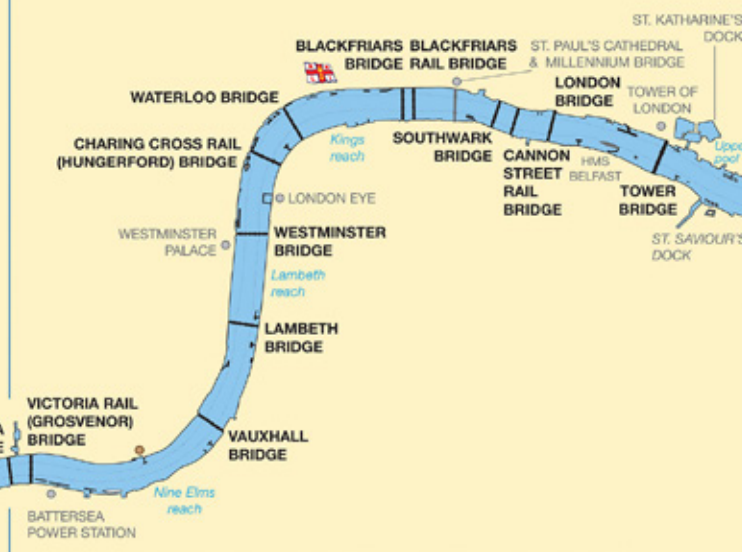 ST. KATHARINE'S
DOCK
BLACKFRIARS
BRIDGE
BLACKFRIARS
RAIL BRIDGE
ST. PAUL'S CATHEDRAL
& MILLENNIUM BRIDGE
LONDON
BRIDGE
TOWER OF
LONDON
WATERLOO BRIDGE
CHARING CROSS RAIL
(HUNGERFORD) BRIDGE
Kings
reach
SOUTHWARK
BRIDGE
CANNON
STREET
RAIL
BRIDGE
HMS
BELFAST
TOWER
BRIDGE
pool
LONDON EYE
WESTMINSTER
PALACE
WESTMINSTER
BRIDGE
ST. SAVIOUR'S
DOCK
Lambeth
reach
LAMBETH
BRIDGE
VICTORIA RAIL
(GROSVENOR)
BRIDGE
VAUXHALL
BRIDGE
Nine Elms
reach
BATTERSEA
POWER STATION